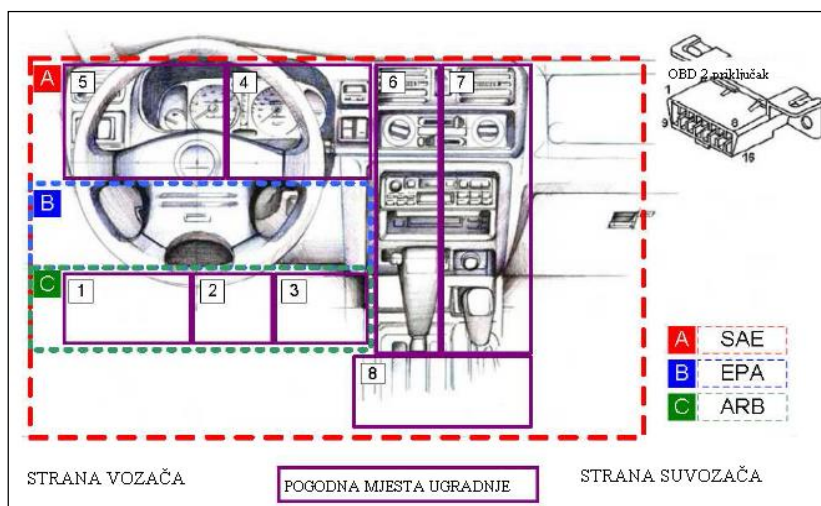 A
5
4
6
7
OBD 2 priključak
1
8
9
16
B
C
1
2
3
8
A SAE
B EPA
C ARB
STRANA VOZAČA
POGODNA MJESTA UGRADNJE
STRANA SUVOZAČA